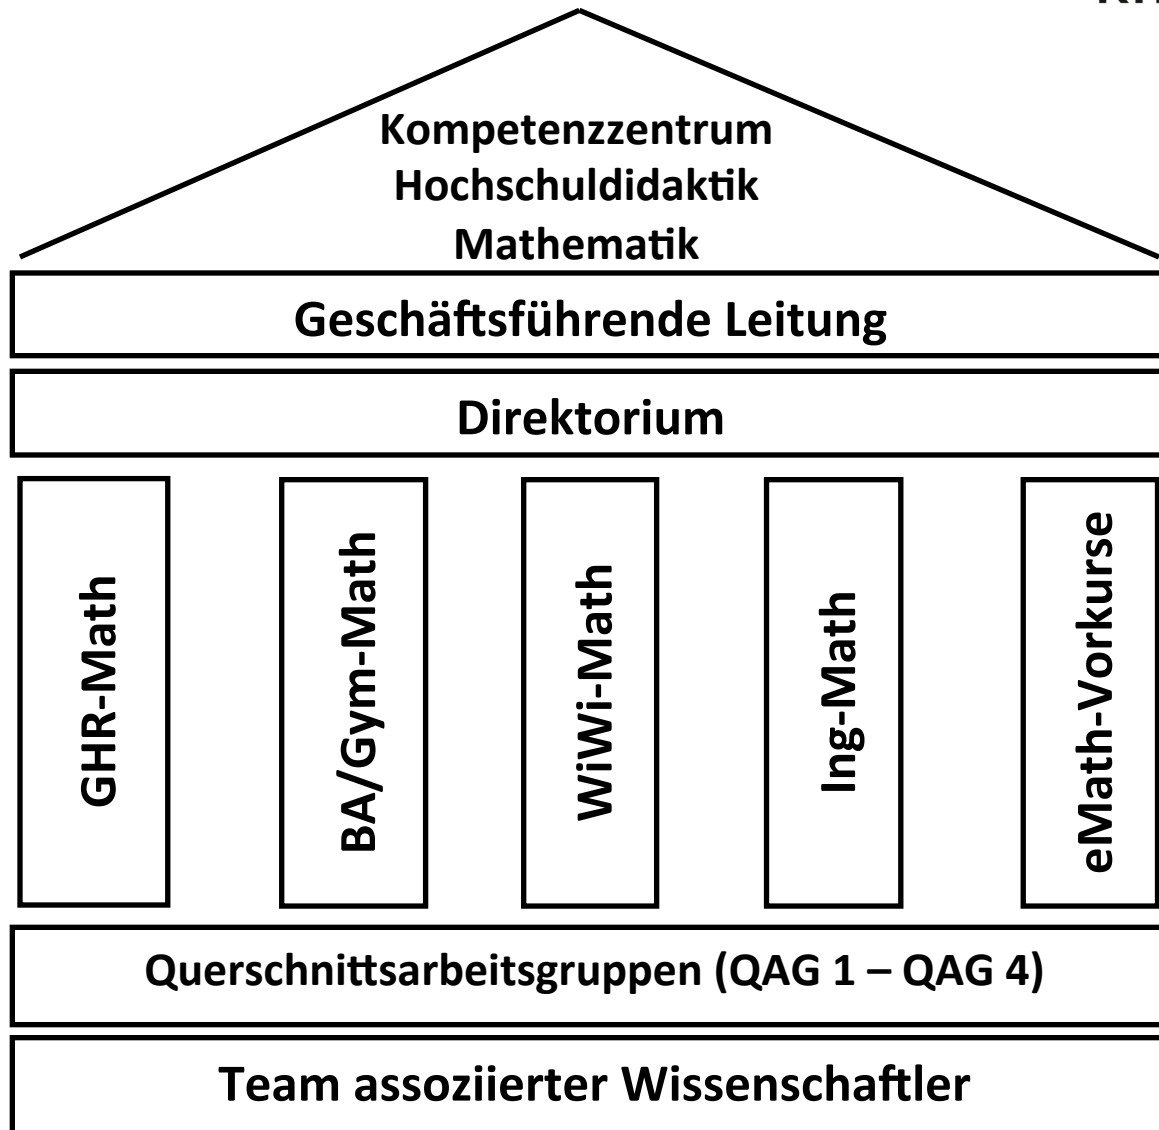 Kompetenzzentrum
Hochschuldidaktik
Mathematik
Geschäftsführende Leitung
Direktorium
GHR-Math
BA/Gym-Math
WiWi-Math
Ing-Math
eMath-Vorkurse
Querschnittsarbeitsgruppen (QAG 1 – QAG 4)
Team assoziierter Wissenschaftler